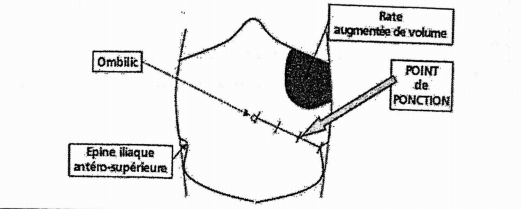 Rate
augmentée de volume
Ombilic
POINT
de
PONCTION
Epine iliaque
antéro-supérieure